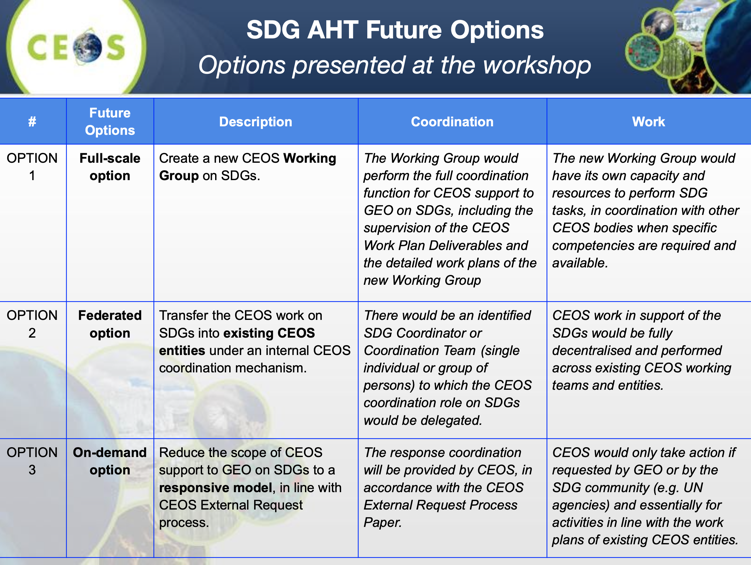 CEOS
SDG AHT Future Options
Options presented at the workshop
#
Future
Options
Description
Coordination
Work
OPTION
1
Full-scale
option
Create a new CEOS Working
Group on SDGs.
The Working Group would
perform the full coordination
function for CEOS support to
GEO on SDGs, including the
supervision of the CEOS
Work Plan Deliverables and
the detailed work plans of the
new Working Group
The new Working Group would
have its own capacity and
resources to perform SDG
tasks, in coordination with other
CEOS bodies when specific
competencies are required and
available.
OPTION
2
Federated
option
Transfer the CEOS work on
SDGs into existing CEOS
entities under an internal CEOS
coordination mechanism.
There would be an identified
SDG Coordinator or
Coordination Team (single
individual or group of
persons) to which the CEOS
coordination role on SDGs
would be delegated.
CEOS work in support of the
SDGs would be fully
decentralised and performed
across existing CEOS working
teams and entities.
OPTION
3
On-demand
option
Reduce the scope of CEOS
support to GEO on SDGs to a
responsive model, in line with
CEOS External Request
process.
The response coordination
will be provided by CEOS, in
accordance with the CEOS
External Request Process
Paper.
CEOS would only take action if
requested by GEO or by the
SDG community (e.g. UN
agencies) and essentially for
activities in line with the work
plans of existing CEOS entities.